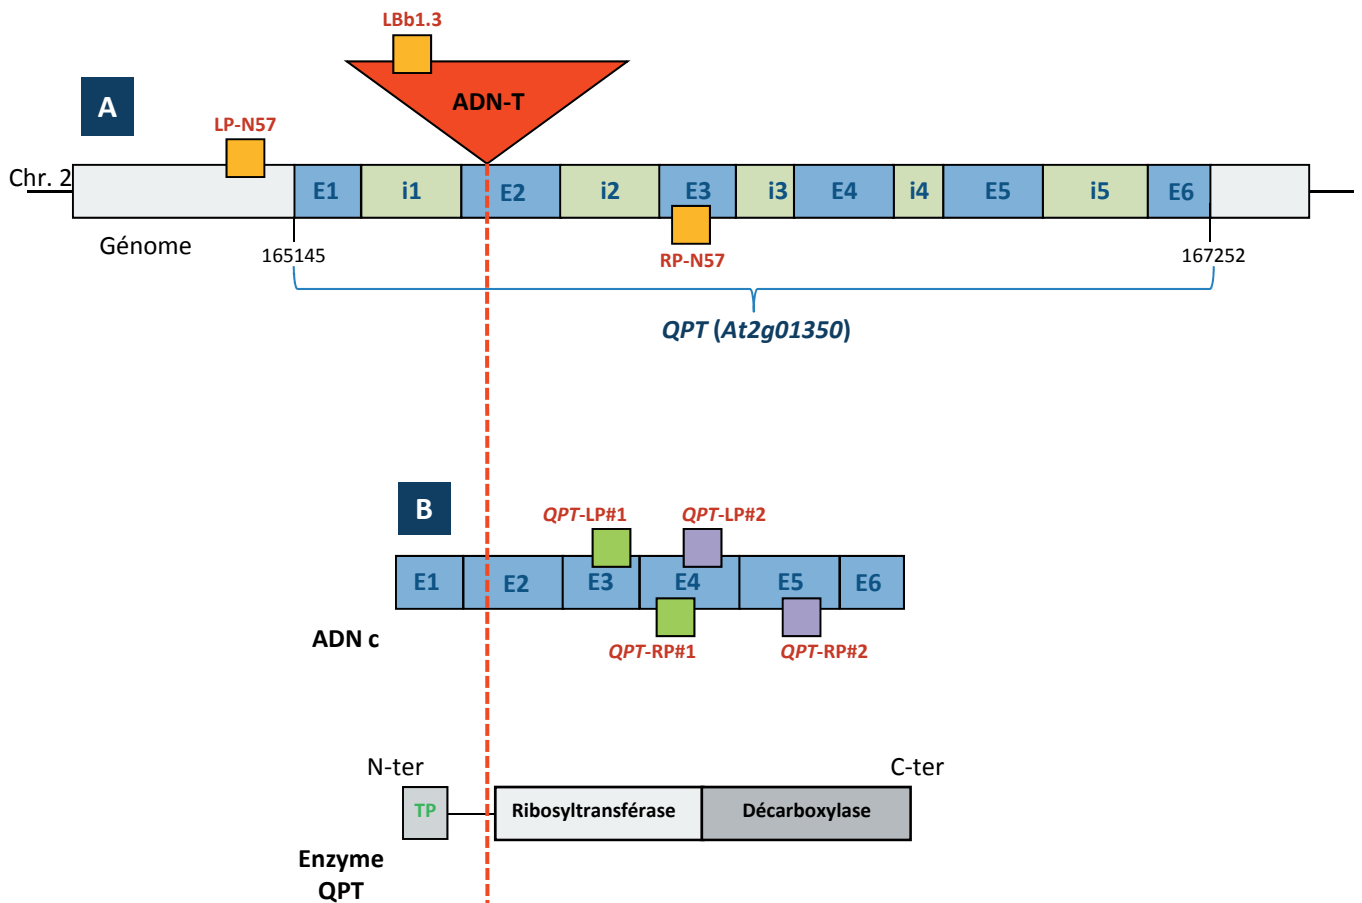 LBb1.3
A
ADN-T
LP-N57
Chr. 2
E1 i1 E2 i2 E3 i3 E4 i4 E5 i5 E6
Génome
165145
RP-N57
167252
QPT (At2g01350)
B
QPT-LP#1 QPT-LP#2
E1 E2 E3 E4 E5 E6
ADN c
QPT-RP#1 QPT-RP#2
N-ter C-ter
TP Ribosyltransférase Décarboxylase
Enzyme
QPT